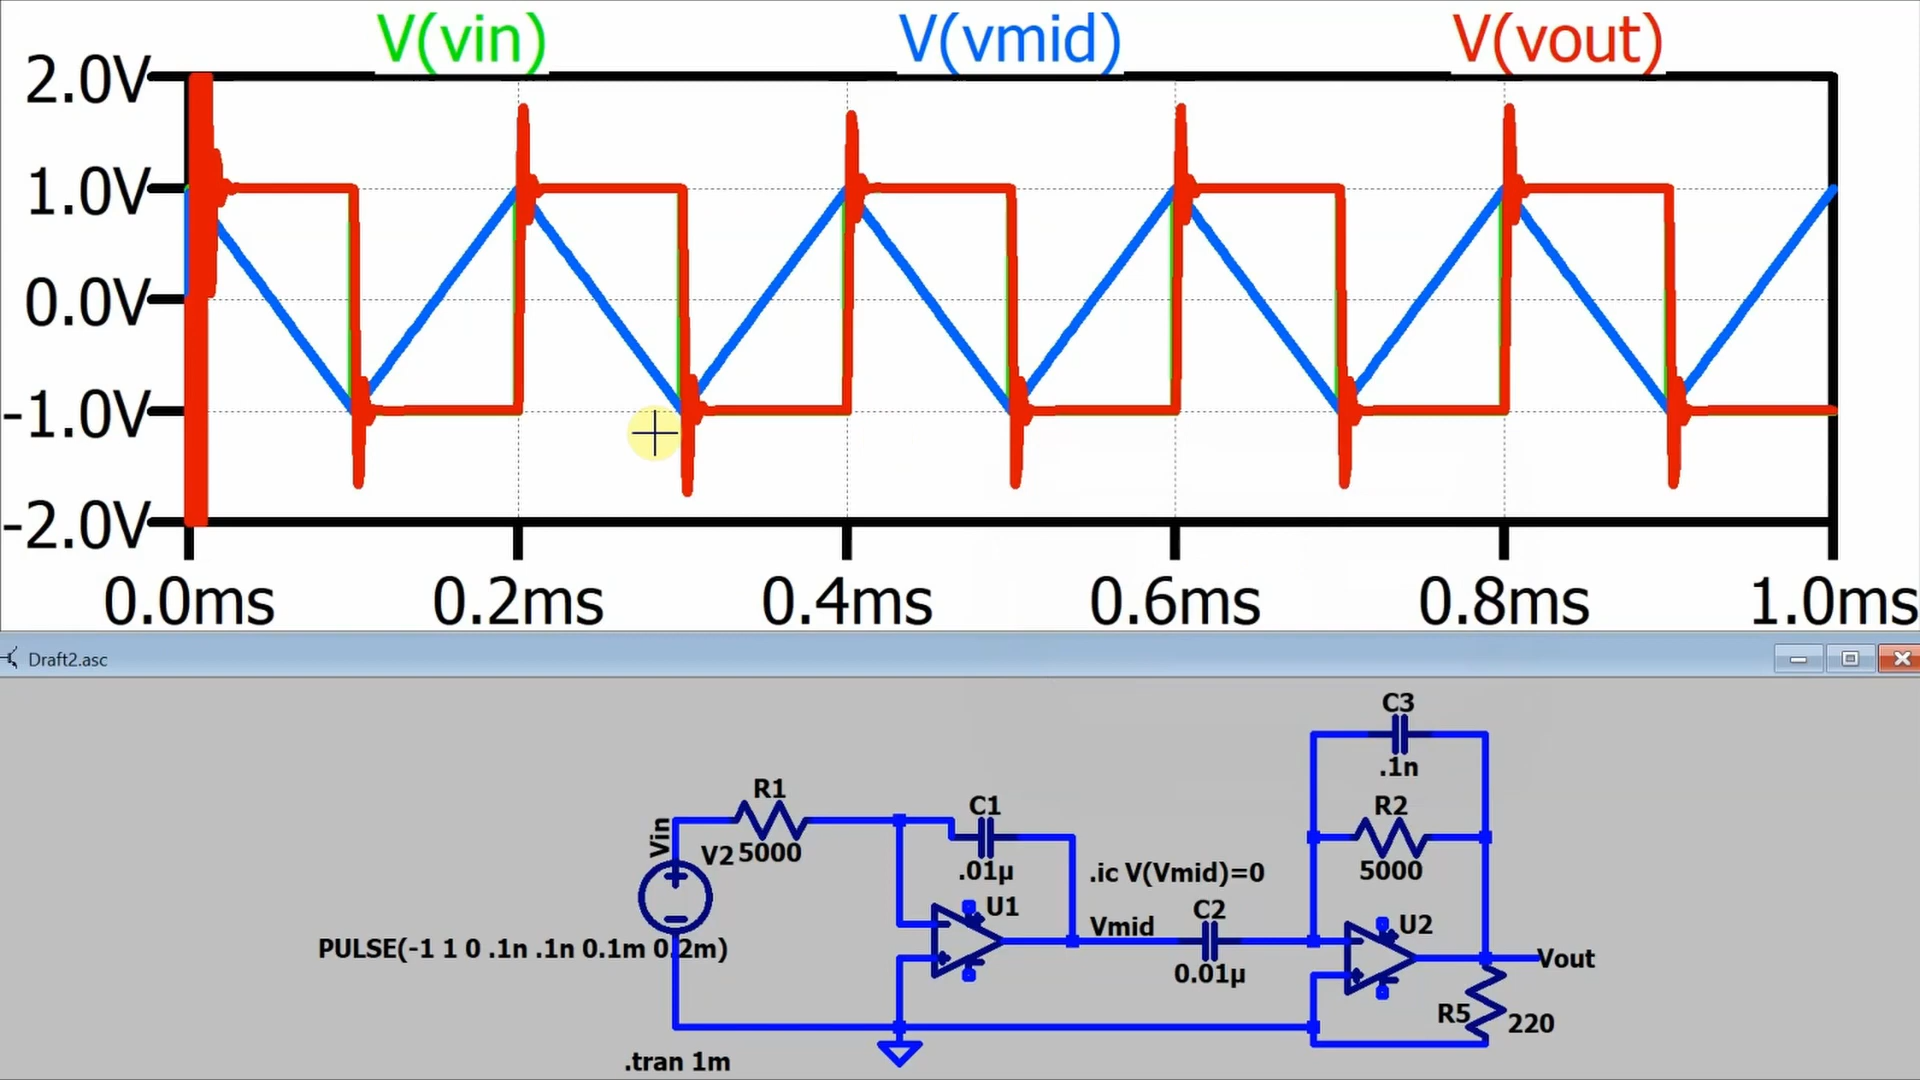 V(vin) V(vmid) V(vout)
2.0V
1.0V
0.0V
-1.0V
-2.0V
0.0ms 0.2ms 0.4ms 0.6ms 0.8ms 1.0ms
Draft2.asc
C3
.1n
R1
5000
C1
.01µ
R2
5000
Vin
V2
.ic V(Vmid)=0
U1
Vmid
C2
0.01µ
U2
PULSE(-1 1 0 .1n .1n 0.1m 0.2m)
Vout
R5
220
.tran 1m